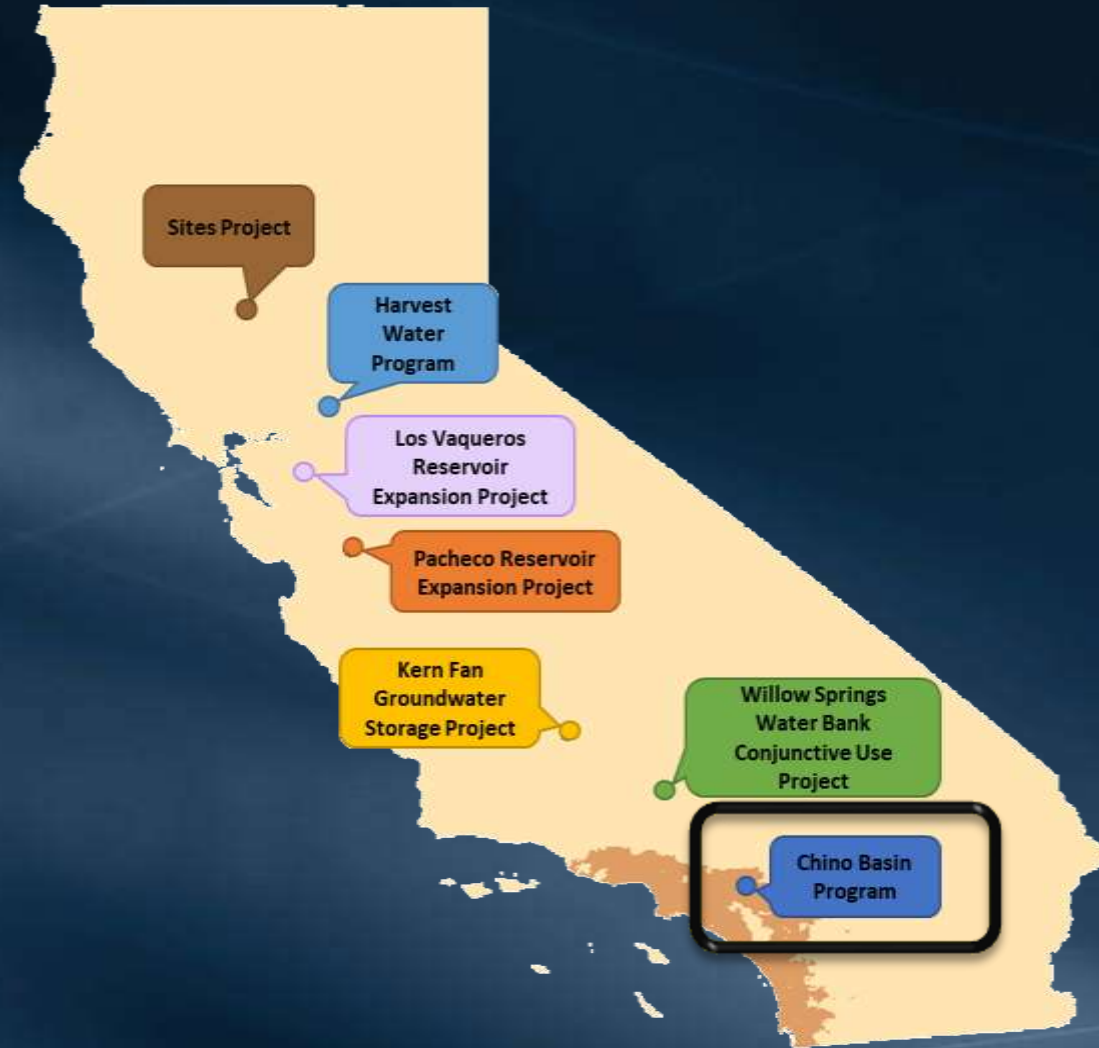 Sites Project
Harvest
Water
Program
Los Vaqueros
Reservoir
Expansion Project
Pacheco Reservoir
Expansion Project
Kern Fan
Groundwater
Storage Project
Willow Springs
Water Bank
Conjunctive Use
Project
Chino Basin
Program